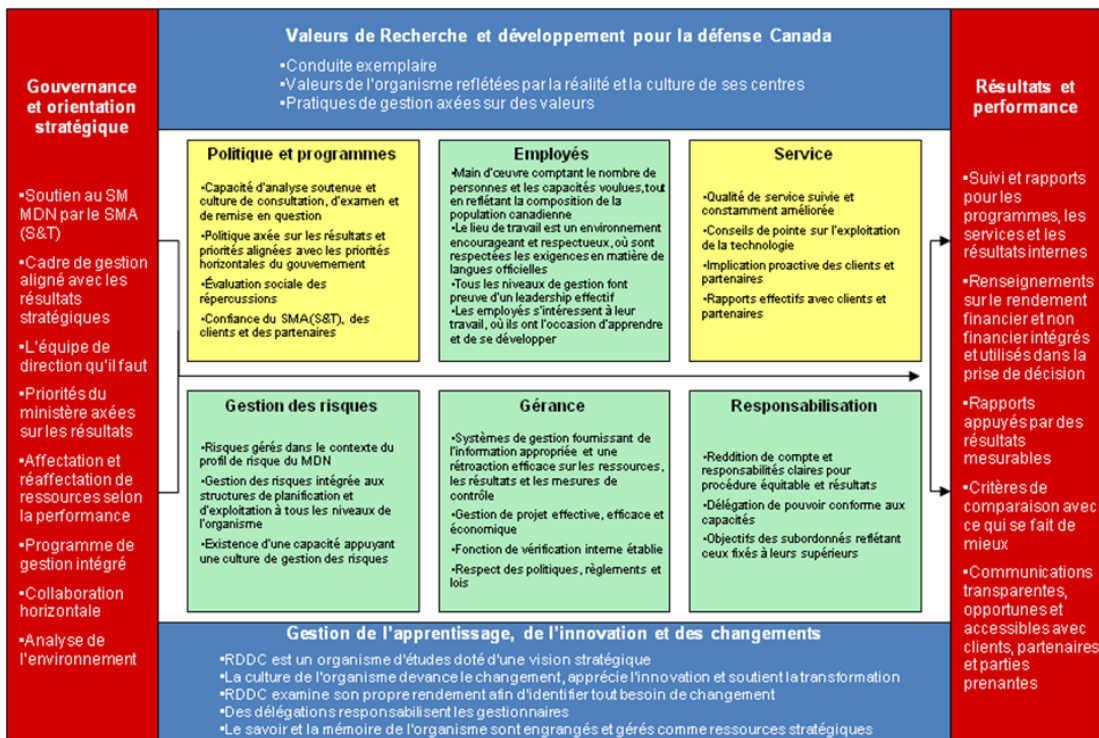 Valeurs de Recherche et développement pour la défense Canada
▪Conduite exemplaire
▪Valeurs de l'organisme reflétées par la réalité et la culture de ses centres
▪Pratiques de gestion axées sur des valeurs
Gouvernance
et orientation
stratégique
▪Soutien au SM
MDN par le SMA
(S&T)
▪Cadre de gestion
aligné avec les
résultats
stratégiques
▪L'équipe de
direction qu'il faut
▪Priorités du
ministère axées
sur les résultats
▪Affectation et
réaffectation de
ressources selon
la performance
▪Programme de
gestion intégré
▪Collaboration
horizontale
▪Analyse de
l'environnement
Politique et programmes
▪Capacité d'analyse soutenue et
culture de consultation, d'examen et
de remise en question
▪Politique axée sur les résultats et
priorités alignées avec les priorités
horizontales du gouvernement
▪Évaluation sociale des
répercussions
▪Confiance du SMA(S&T), des
clients et des partenaires
Employés
▪Main d'œuvre comptant le nombre de
personnes et les capacités voulues, tout
en reflétant la composition de la
population canadienne
▪Le lieu de travail est un environnement
encourageant et respectueux, où sont
respectées les exigences en matière de
langues officielles
▪Tous les niveaux de gestion font
preuve d'un leadership effectif
▪Les employés s'intéressent à leur
travail, où ils ont l'occasion d'apprendre
et de se développer
Service
▪Qualité de service suivie et
constamment améliorée
▪Conseils de pointe sur l'exploitation
de la technologie
▪Implication proactive des clients et
partenaires
▪Rapports effectifs avec clients et
partenaires
Gestion des risques
▪Risques gérés dans le contexte du
profil de risque du MDN
▪Gestion des risques intégrée aux
structures de planification et
d'exploitation à tous les niveaux de
l'organisme
▪Existence d'une capacité appuyant
une culture de gestion des risques
Gérance
▪Systèmes de gestion fournissant de
l'information appropriée et une
rétroaction efficace sur les ressources,
les résultats et les mesures de
contrôle
▪Gestion de projet effective, efficace et
économique
▪Fonction de vérification interne établie
▪Respect des politiques, règlements et
lois
Responsabilisation
▪Reddition de compte et
responsabilités claires pour
procédure équitable et résultats
▪Délégation de pouvoir conforme aux
capacités
▪Objectifs des subordonnés reflétant
ceux fixés à leurs supérieurs
Résultats et
performance
▪Suivi et rapports
pour les
programmes, les
services et les
résultats internes
▪Renseignements
sur le rendement
financier et non
financier intégrés
et utilisés dans la
prise de décision
▪Rapports
appuyés par des
résultats
mesurables
▪Critères de
comparaison avec
ce qui se fait de
mieux
▪Communications
transparentes,
opportunes et
accessibles avec
clients, partenaires
et parties
prenantes
Gestion de l'apprentissage, de l'innovation et des changements
▪RDDC est un organisme d'études doté d'une vision stratégique
▪La culture de l'organisme devance le changement, apprécie l'innovation et soutient la transformation
▪RDDC examine son propre rendement afin d'identifier tout besoin de changement
▪Des délégations responsabilisent les gestionnaires
▪Le savoir et la mémoire de l'organisme sont engrangés et gérés comme ressources stratégiques